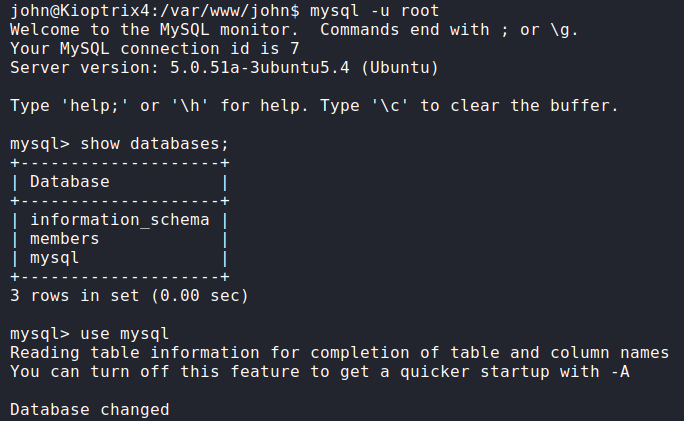 john@Kioptrix4:/var/www/john$ mysql -u root
Welcome to the MySQL monitor.  Commands end with ; or \g.
Your MySQL connection id is 7
Server version: 5.0.51a-3ubuntu5.4 (Ubuntu)

Type 'help;' or '\h' for help. Type '\c' to clear the buffer.

mysql> show databases;
+--------------------+
| Database           |
+--------------------+
| information_schema |
| members            |
| mysql              |
+--------------------+
3 rows in set (0.00 sec)

mysql> use mysql
Reading table information for completion of table and column names
You can turn off this feature to get a quicker startup with -A

Database changed